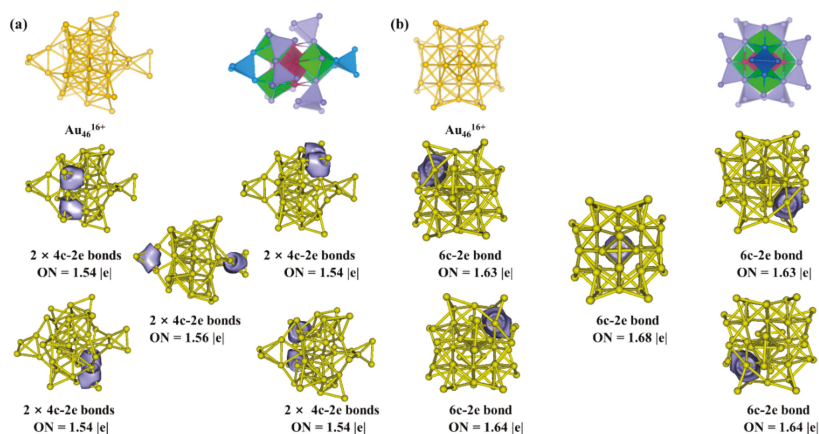 (a)
(b)
Au46^16+
Au46^16+
2 × 4c-2e bonds
ON = 1.54 |e|
2 × 4c-2e bonds
ON = 1.54 |e|
6c-2e bond
ON = 1.63 |e|
6c-2e bond
ON = 1.63 |e|
2 × 4c-2e bonds
ON = 1.56 |e|
6c-2e bond
ON = 1.68 |e|
2 × 4c-2e bonds
ON = 1.54 |e|
2 × 4c-2e bonds
ON = 1.54 |e|
6c-2e bond
ON = 1.64 |e|
6c-2e bond
ON = 1.64 |e|